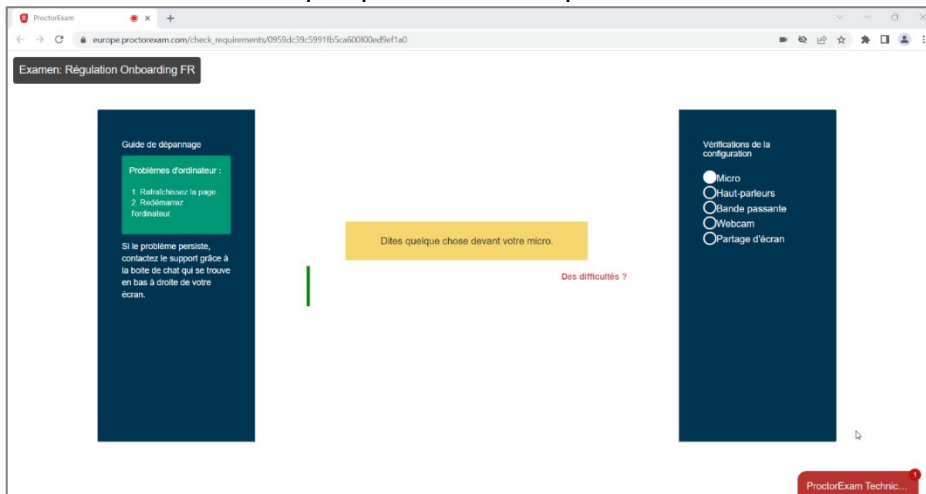 ProctorExam
europe.proctorexam.com/check_requirements/0959dc39c5991fb5ca600f00ed9ef1a0
Examen: Régulation Onboarding FR
Guide de dépannage
Problèmes d'ordinateur :
1. Rafraîchissez la page.
2. Redémarrez
l'ordinateur.
Si le problème persiste,
contactez le support grâce à
la boite de chat qui se trouve
en bas à droite de votre
écran.
Dites quelque chose devant votre micro.
Des difficultés ?
Vérifications de la
configuration
Micro
Haut-parleurs
Bande passante
Webcam
Partage d'écran
1
ProctorExam Technic...